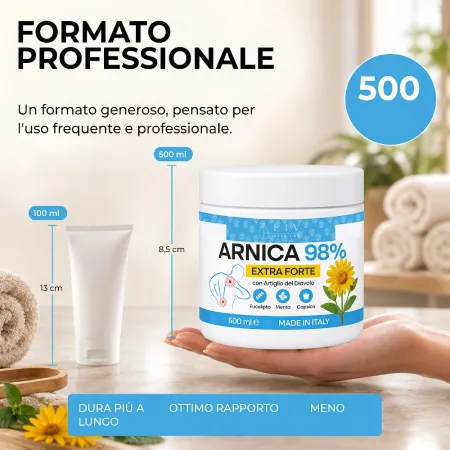 FORMATO
PROFESSIONALE
Un formato generoso, pensato per
l'uso frequente e professionale.
500
500 ml
100 ml
8,5 cm
13 cm
ARNICA 98%
EXTRA FORTE
con Artiglio del Diavolo
Eucalipto Menta Capsico
500 ml e MADE IN ITALY
DURA PIÙ A
LUNGO
OTTIMO RAPPORTO
MENO